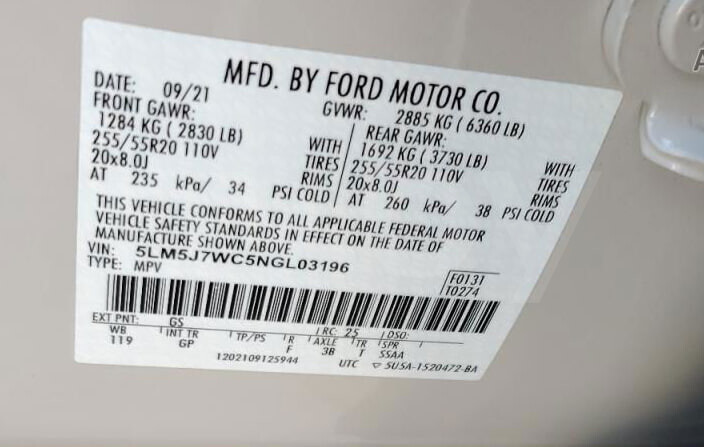 MFD. BY FORD MOTOR CO.
DATE: 09/21 GVWR: 2885 KG ( 6360 LB)
FRONT GAWR: REAR GAWR:
1284 KG ( 2830 LB) WITH 1692 KG ( 3730 LB) WITH
255/55R20 110V TIRES 255/55R20 110V TIRES
20x8.0J RIMS 20x8.0J RIMS
AT 235 kPa/ 34 PSI COLD AT 260 kPa/ 38 PSI COLD
THIS VEHICLE CONFORMS TO ALL APPLICABLE FEDERAL MOTOR
VEHICLE SAFETY STANDARDS IN EFFECT ON THE DATE OF
MANUFACTURE SHOWN ABOVE.
VIN: 5LM5J7WC5NGL03196
TYPE: MPV
F0131
T0274
EXT PNT: GS RC: 25 DSO:
WB INT TR TP/PS R AXLE TR SPR
119 GP F 3B T SSAA
1202109125944 UTC ▽ 5U5A-1520472-BA
A